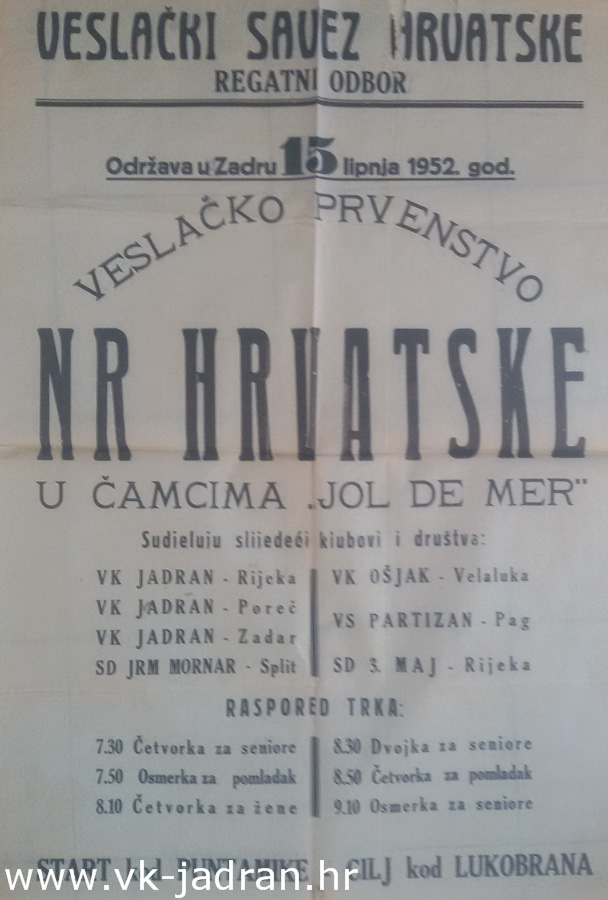 VESLAČKI SAVEZ HRVATSKE
REGATNI ODBOR
Održava u Zadru 15 lipnja 1952. god.
VESLAČKO PRVENSTVO
NR HRVATSKE
U ČAMCIMA „JOL DE MER"
Sudieluju slijedeći klubovi i društva:
VK JADRAN - Rijeka
VK JADRAN - Poreč
VK JADRAN - Zadar
SD JRM MORNAR - Split
VK OŠJAK - Velaluka
VS PARTIZAN - Pag
SD 3. MAJ - Rijeka
RASPORED TRKA:
7.30 Četvorka za seniore
7.50 Osmerka za pomladak
8.10 Četvorka za žene
8.30 Dvojka za seniore
8.50 Četvorka za pomladak
9.10 Osmerka za seniore
START kod PUNTAMIKE - CILJ kod LUKOBRANA
www.vk-jadran.hr